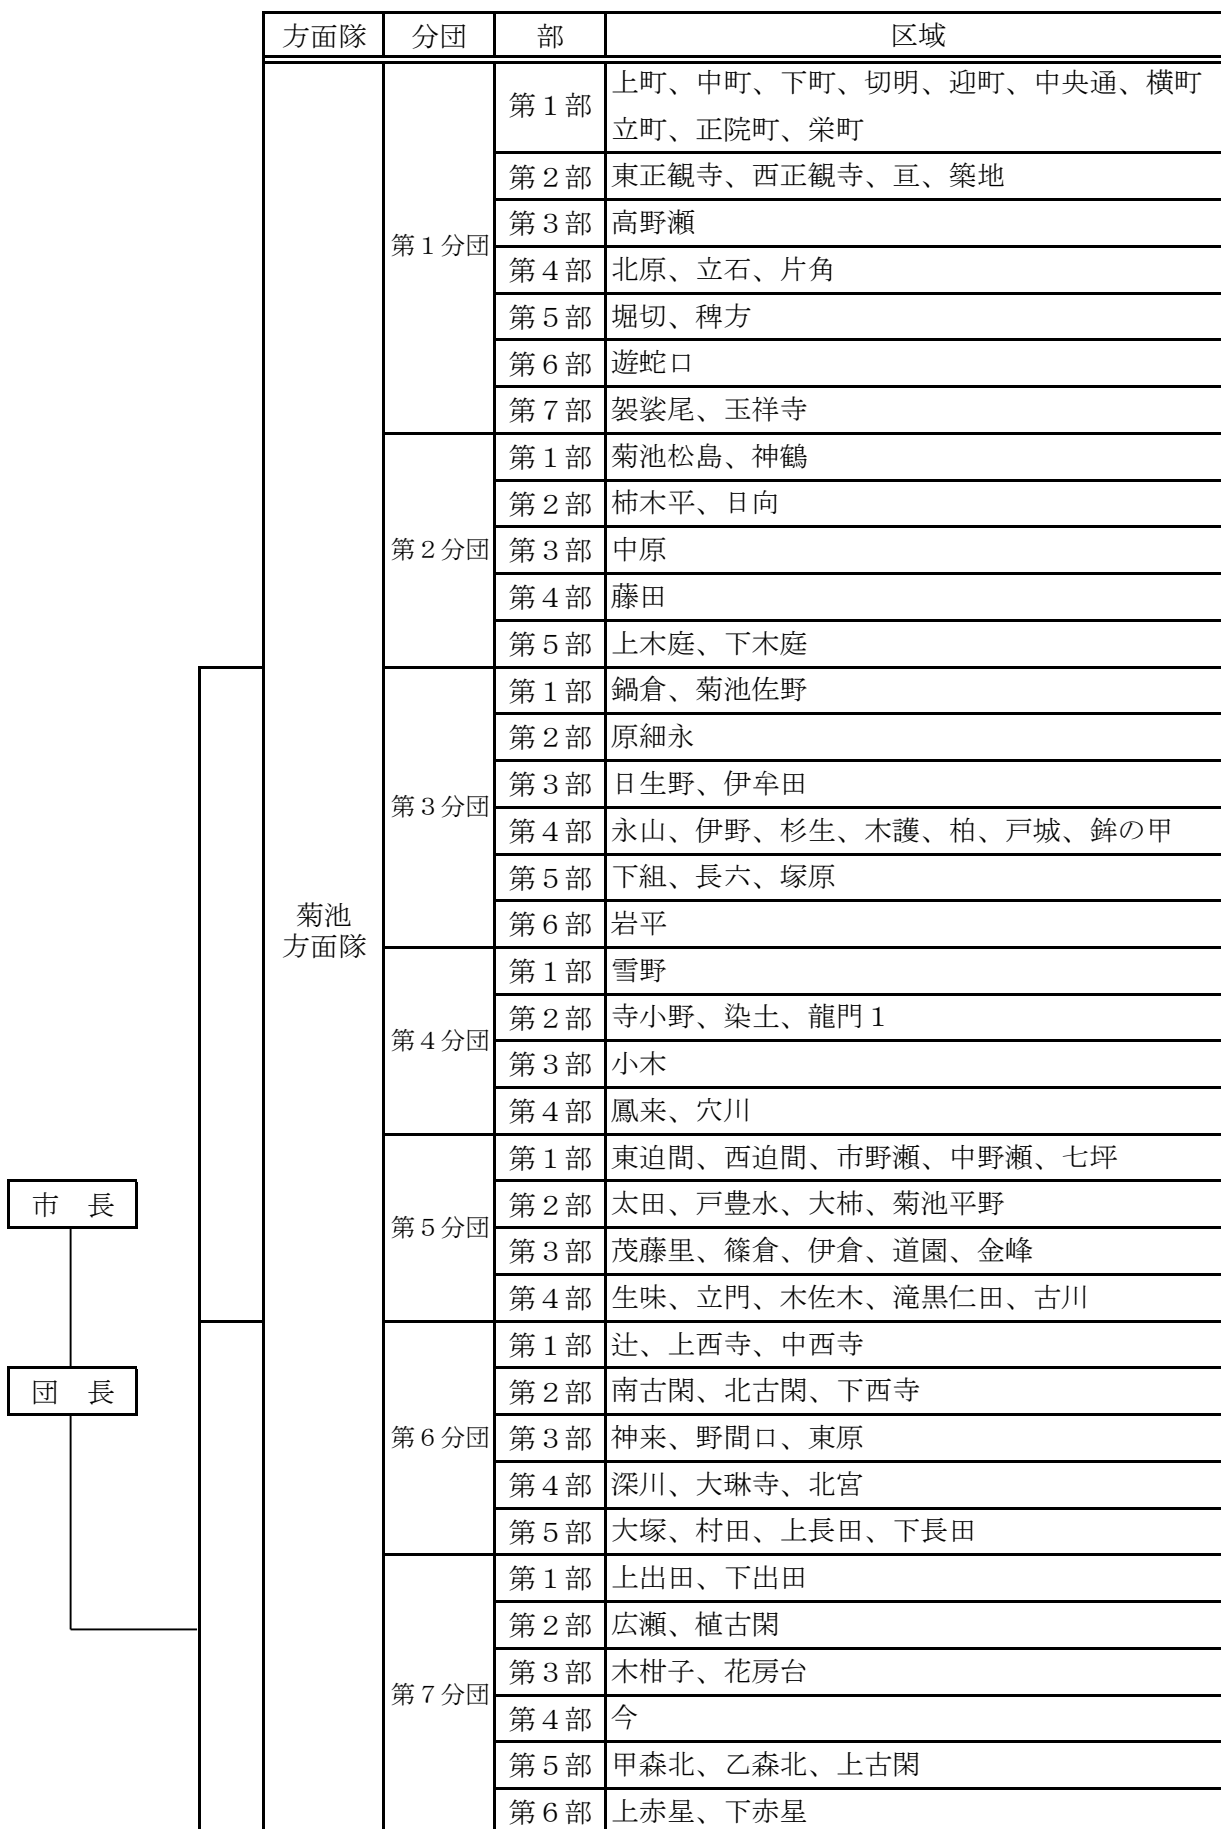 方面隊 分団 部 区域
菊池
方面隊
第１分団
第１部 上町、中町、下町、切明、迎町、中央通、横町
立町、正院町、栄町
第２部 東正観寺、西正観寺、亘、築地
第３部 高野瀬
第４部 北原、立石、片角
第５部 堀切、稗方
第６部 遊蛇口
第７部 袈裟尾、玉祥寺
第２分団
第１部 菊池松島、神鶴
第２部 柿木平、日向
第３部 中原
第４部 藤田
第５部 上木庭、下木庭
第３分団
第１部 鍋倉、菊池佐野
第２部 原細永
第３部 日生野、伊牟田
第４部 永山、伊野、杉生、木護、柏、戸城、鉾の甲
第５部 下組、長六、塚原
第６部 岩平
第４分団
第１部 雪野
第２部 寺小野、染土、龍門１
第３部 小木
第４部 鳳来、穴川
第５分団
第１部 東迫間、西迫間、市野瀬、中野瀬、七坪
第２部 太田、戸豊水、大柿、菊池平野
第３部 茂藤里、篠倉、伊倉、道園、金峰
第４部 生味、立門、木佐木、滝黒仁田、古川
第６分団
第１部 辻、上西寺、中西寺
第２部 南古閑、北古閑、下西寺
第３部 神来、野間口、東原
第４部 深川、大琳寺、北宮
第５部 大塚、村田、上長田、下長田
第７分団
第１部 上出田、下出田
第２部 広瀬、植古閑
第３部 木柑子、花房台
第４部 今
第５部 甲森北、乙森北、上古閑
第６部 上赤星、下赤星
市　長
団　長